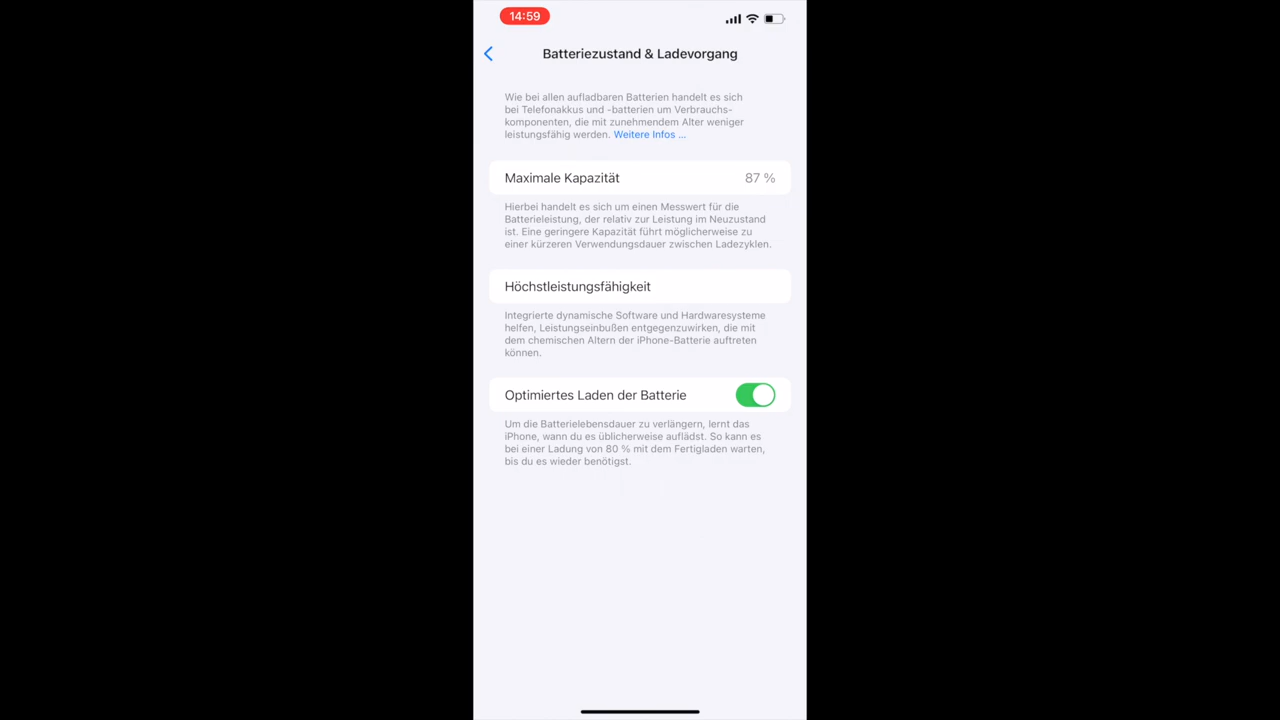 14:59
Batteriezustand & Ladevorgang
Wie bei allen aufladbaren Batterien handelt es sich
bei Telefonakkus und -batterien um Verbrauchs-
komponenten, die mit zunehmendem Alter weniger
leistungsfähig werden. Weitere Infos ...
Maximale Kapazität 87 %
Hierbei handelt es sich um einen Messwert für die
Batterieleistung, der relativ zur Leistung im Neuzustand
ist. Eine geringere Kapazität führt möglicherweise zu
einer kürzeren Verwendungsdauer zwischen Ladezyklen.
Höchstleistungsfähigkeit
Integrierte dynamische Software und Hardwaresysteme
helfen, Leistungseinbußen entgegenzuwirken, die mit
dem chemischen Altern der iPhone-Batterie auftreten
können.
Optimiertes Laden der Batterie
Um die Batterielebensdauer zu verlängern, lernt das
iPhone, wann du es üblicherweise auflädst. So kann es
bei einer Ladung von 80 % mit dem Fertigladen warten,
bis du es wieder benötigst.